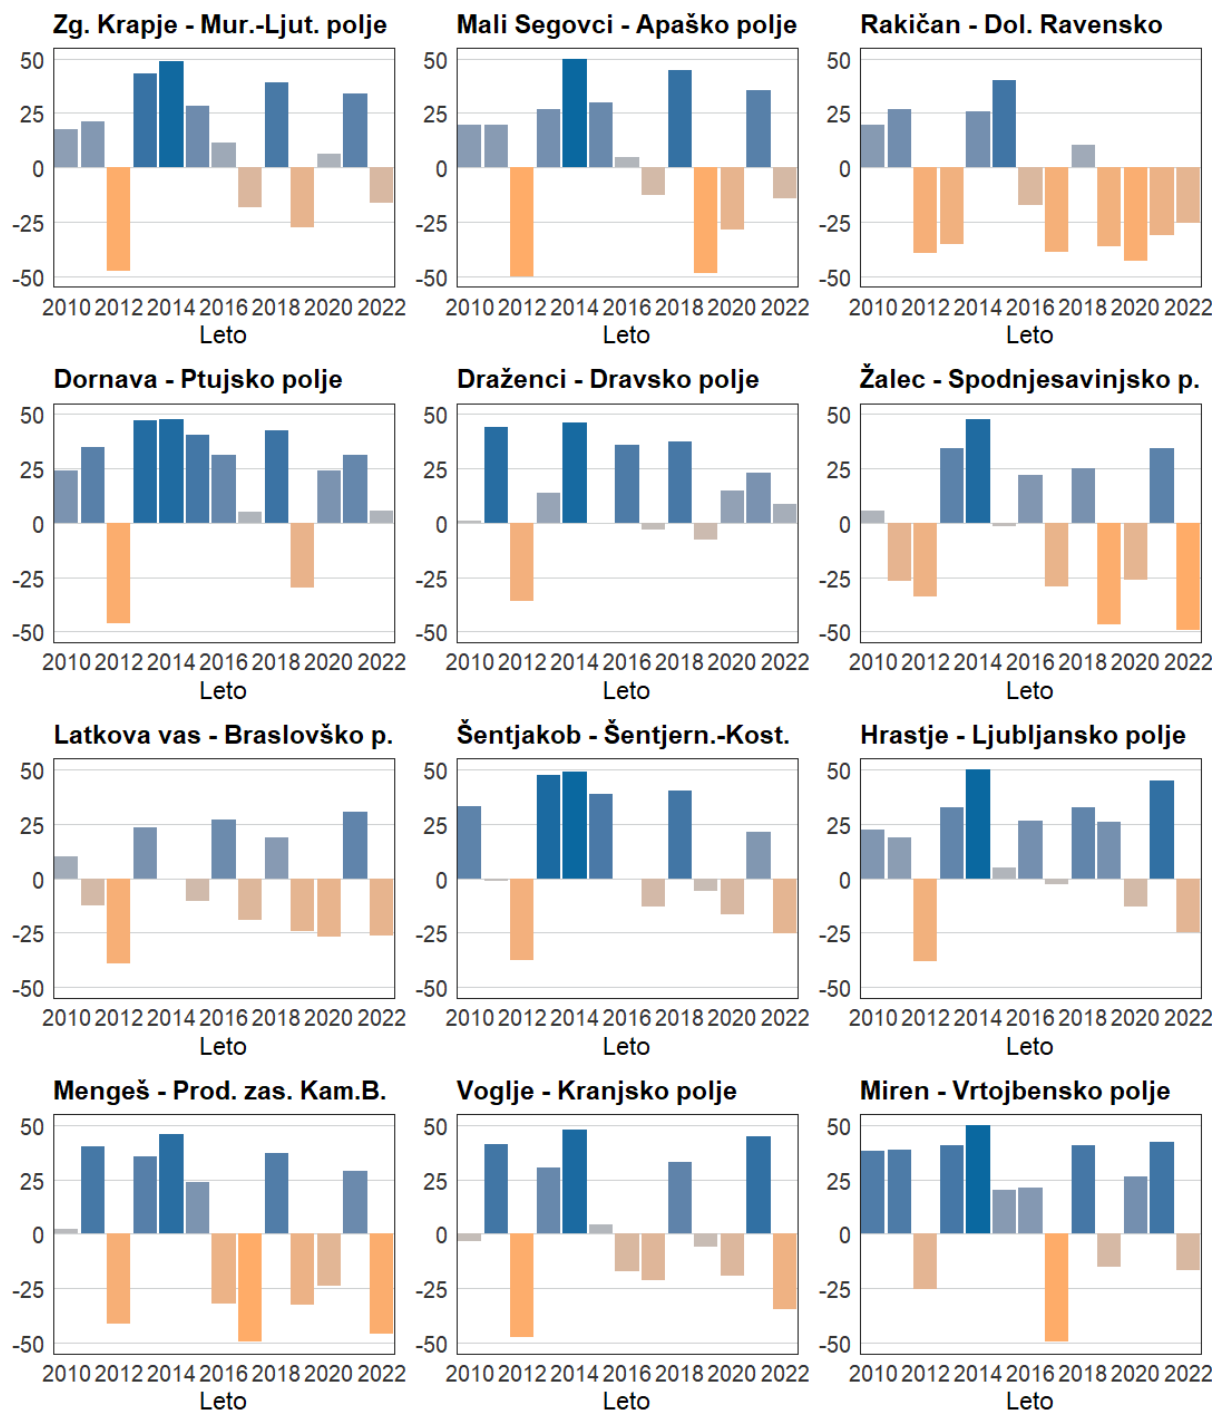 Zg. Krapje - Mur.-Ljut. polje
50
25
0
-25
-50
2010 2012 2014 2016 2018 2020 2022
Leto
Mali Segovci - Apaško polje
50
25
0
-25
-50
2010 2012 2014 2016 2018 2020 2022
Leto
Rakičan - Dol. Ravensko
50
25
0
-25
-50
2010 2012 2014 2016 2018 2020 2022
Leto
Dornava - Ptujsko polje
50
25
0
-25
-50
2010 2012 2014 2016 2018 2020 2022
Leto
Draženci - Dravsko polje
50
25
0
-25
-50
2010 2012 2014 2016 2018 2020 2022
Leto
Žalec - Spodnjesavinjsko p.
50
25
0
-25
-50
2010 2012 2014 2016 2018 2020 2022
Leto
Latkova vas - Braslovško p.
50
25
0
-25
-50
2010 2012 2014 2016 2018 2020 2022
Leto
Šentjakob - Šentjern.-Kost.
50
25
0
-25
-50
2010 2012 2014 2016 2018 2020 2022
Leto
Hrastje - Ljubljansko polje
50
25
0
-25
-50
2010 2012 2014 2016 2018 2020 2022
Leto
Mengeš - Prod. zas. Kam.B.
50
25
0
-25
-50
2010 2012 2014 2016 2018 2020 2022
Leto
Voglje - Kranjsko polje
50
25
0
-25
-50
2010 2012 2014 2016 2018 2020 2022
Leto
Miren - Vrtojbensko polje
50
25
0
-25
-50
2010 2012 2014 2016 2018 2020 2022
Leto